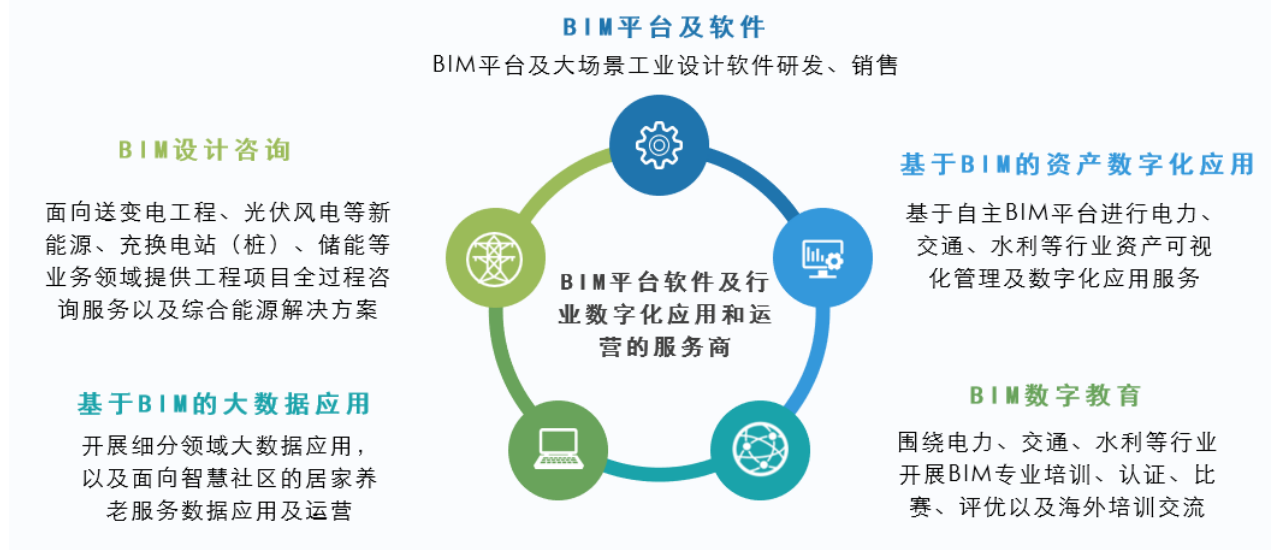 BIM平台及软件
BIM平台及大场景工业设计软件研发、销售
BIM设计咨询
面向送变电工程、光伏风电等新
能源、充换电站（桩）、储能等
业务领域提供工程项目全过程咨
询服务以及综合能源解决方案
基于BIM的资产数字化应用
基于自主BIM平台进行电力、
交通、水利等行业资产可视
化管理及数字化应用服务
BIM平台软件及行
业数字化应用和运
营的服务商
基于BIM的大数据应用
开展细分领域大数据应用，
以及面向智慧社区的居家养
老服务数据应用及运营
BIM数字教育
围绕电力、交通、水利等行业
开展BIM专业培训、认证、比
赛、评优以及海外培训交流